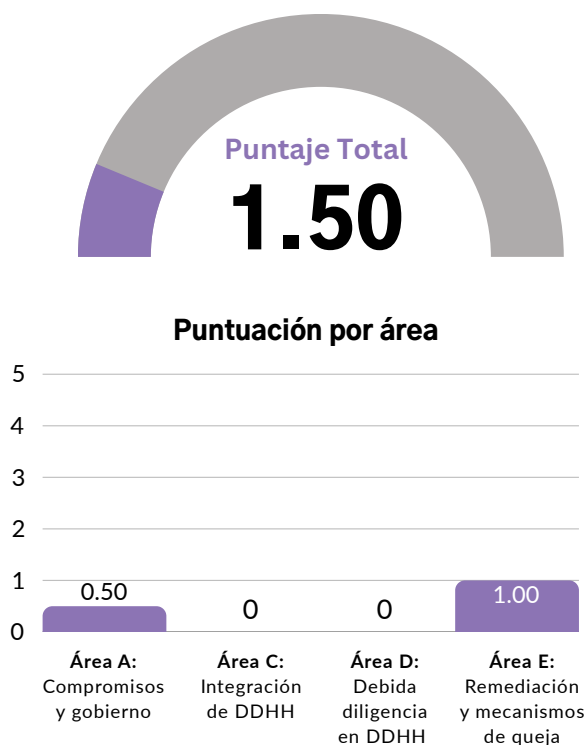 Puntaje Total
1.50
Puntuación por área
5
4
3
2
1
0
0.50
0
0
1.00
Área A:
Compromisos
y gobierno
Área C:
Integración
de DDHH
Área D:
Debida
diligencia
en DDHH
Área E:
Remediación
y mecanismos
de queja